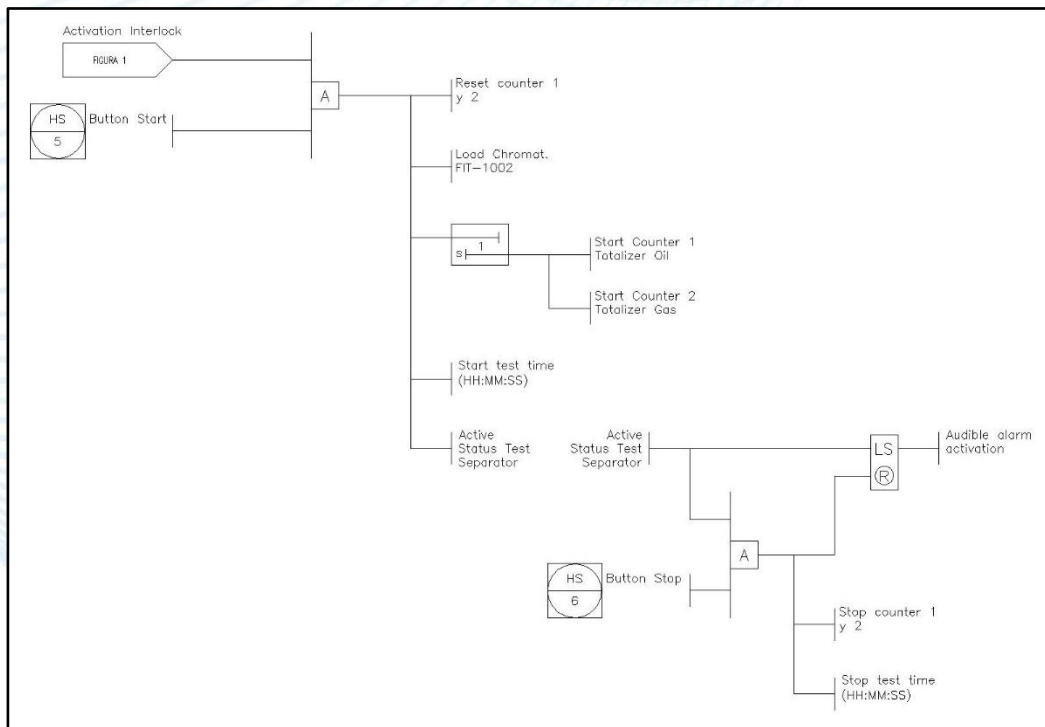 Activation Interlock
FIGURA 1
A
HS
5
Button Start
Reset counter 1
y 2
Load Chromat.
FIT-1002
1
S
Start Counter 1
Totalizer Oil
Start Counter 2
Totalizer Gas
Start test time
(HH:MM:SS)
Active
Status Test
Separator
Active
Status Test
Separator
LS
R
Audible alarm
activation
A
HS
6
Button Stop
Stop counter 1
y 2
Stop test time
(HH:MM:SS)